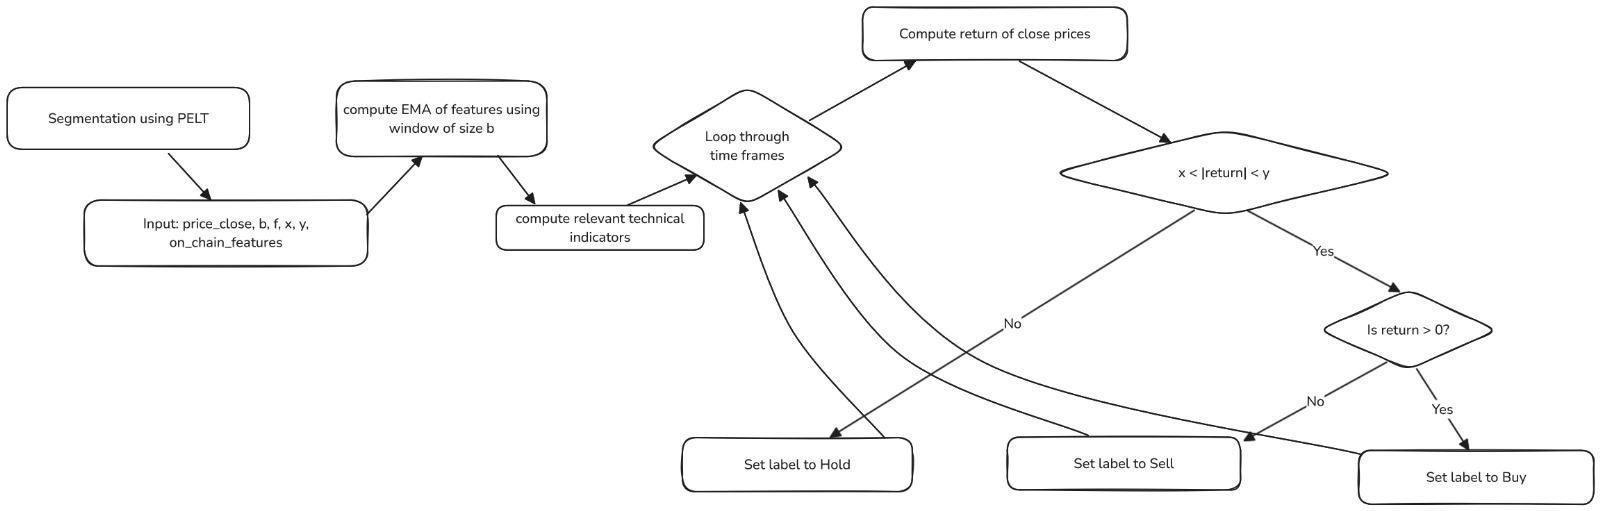 Segmentation using PELT
Input: price_close, b, f, x, y,
on_chain_features
compute EMA of features using
window of size b
compute relevant technical
indicators
Loop through
time frames
Compute return of close prices
x < |return| < y
No
Yes
Is return > 0?
No
Yes
Set label to Hold
Set label to Sell
Set label to Buy